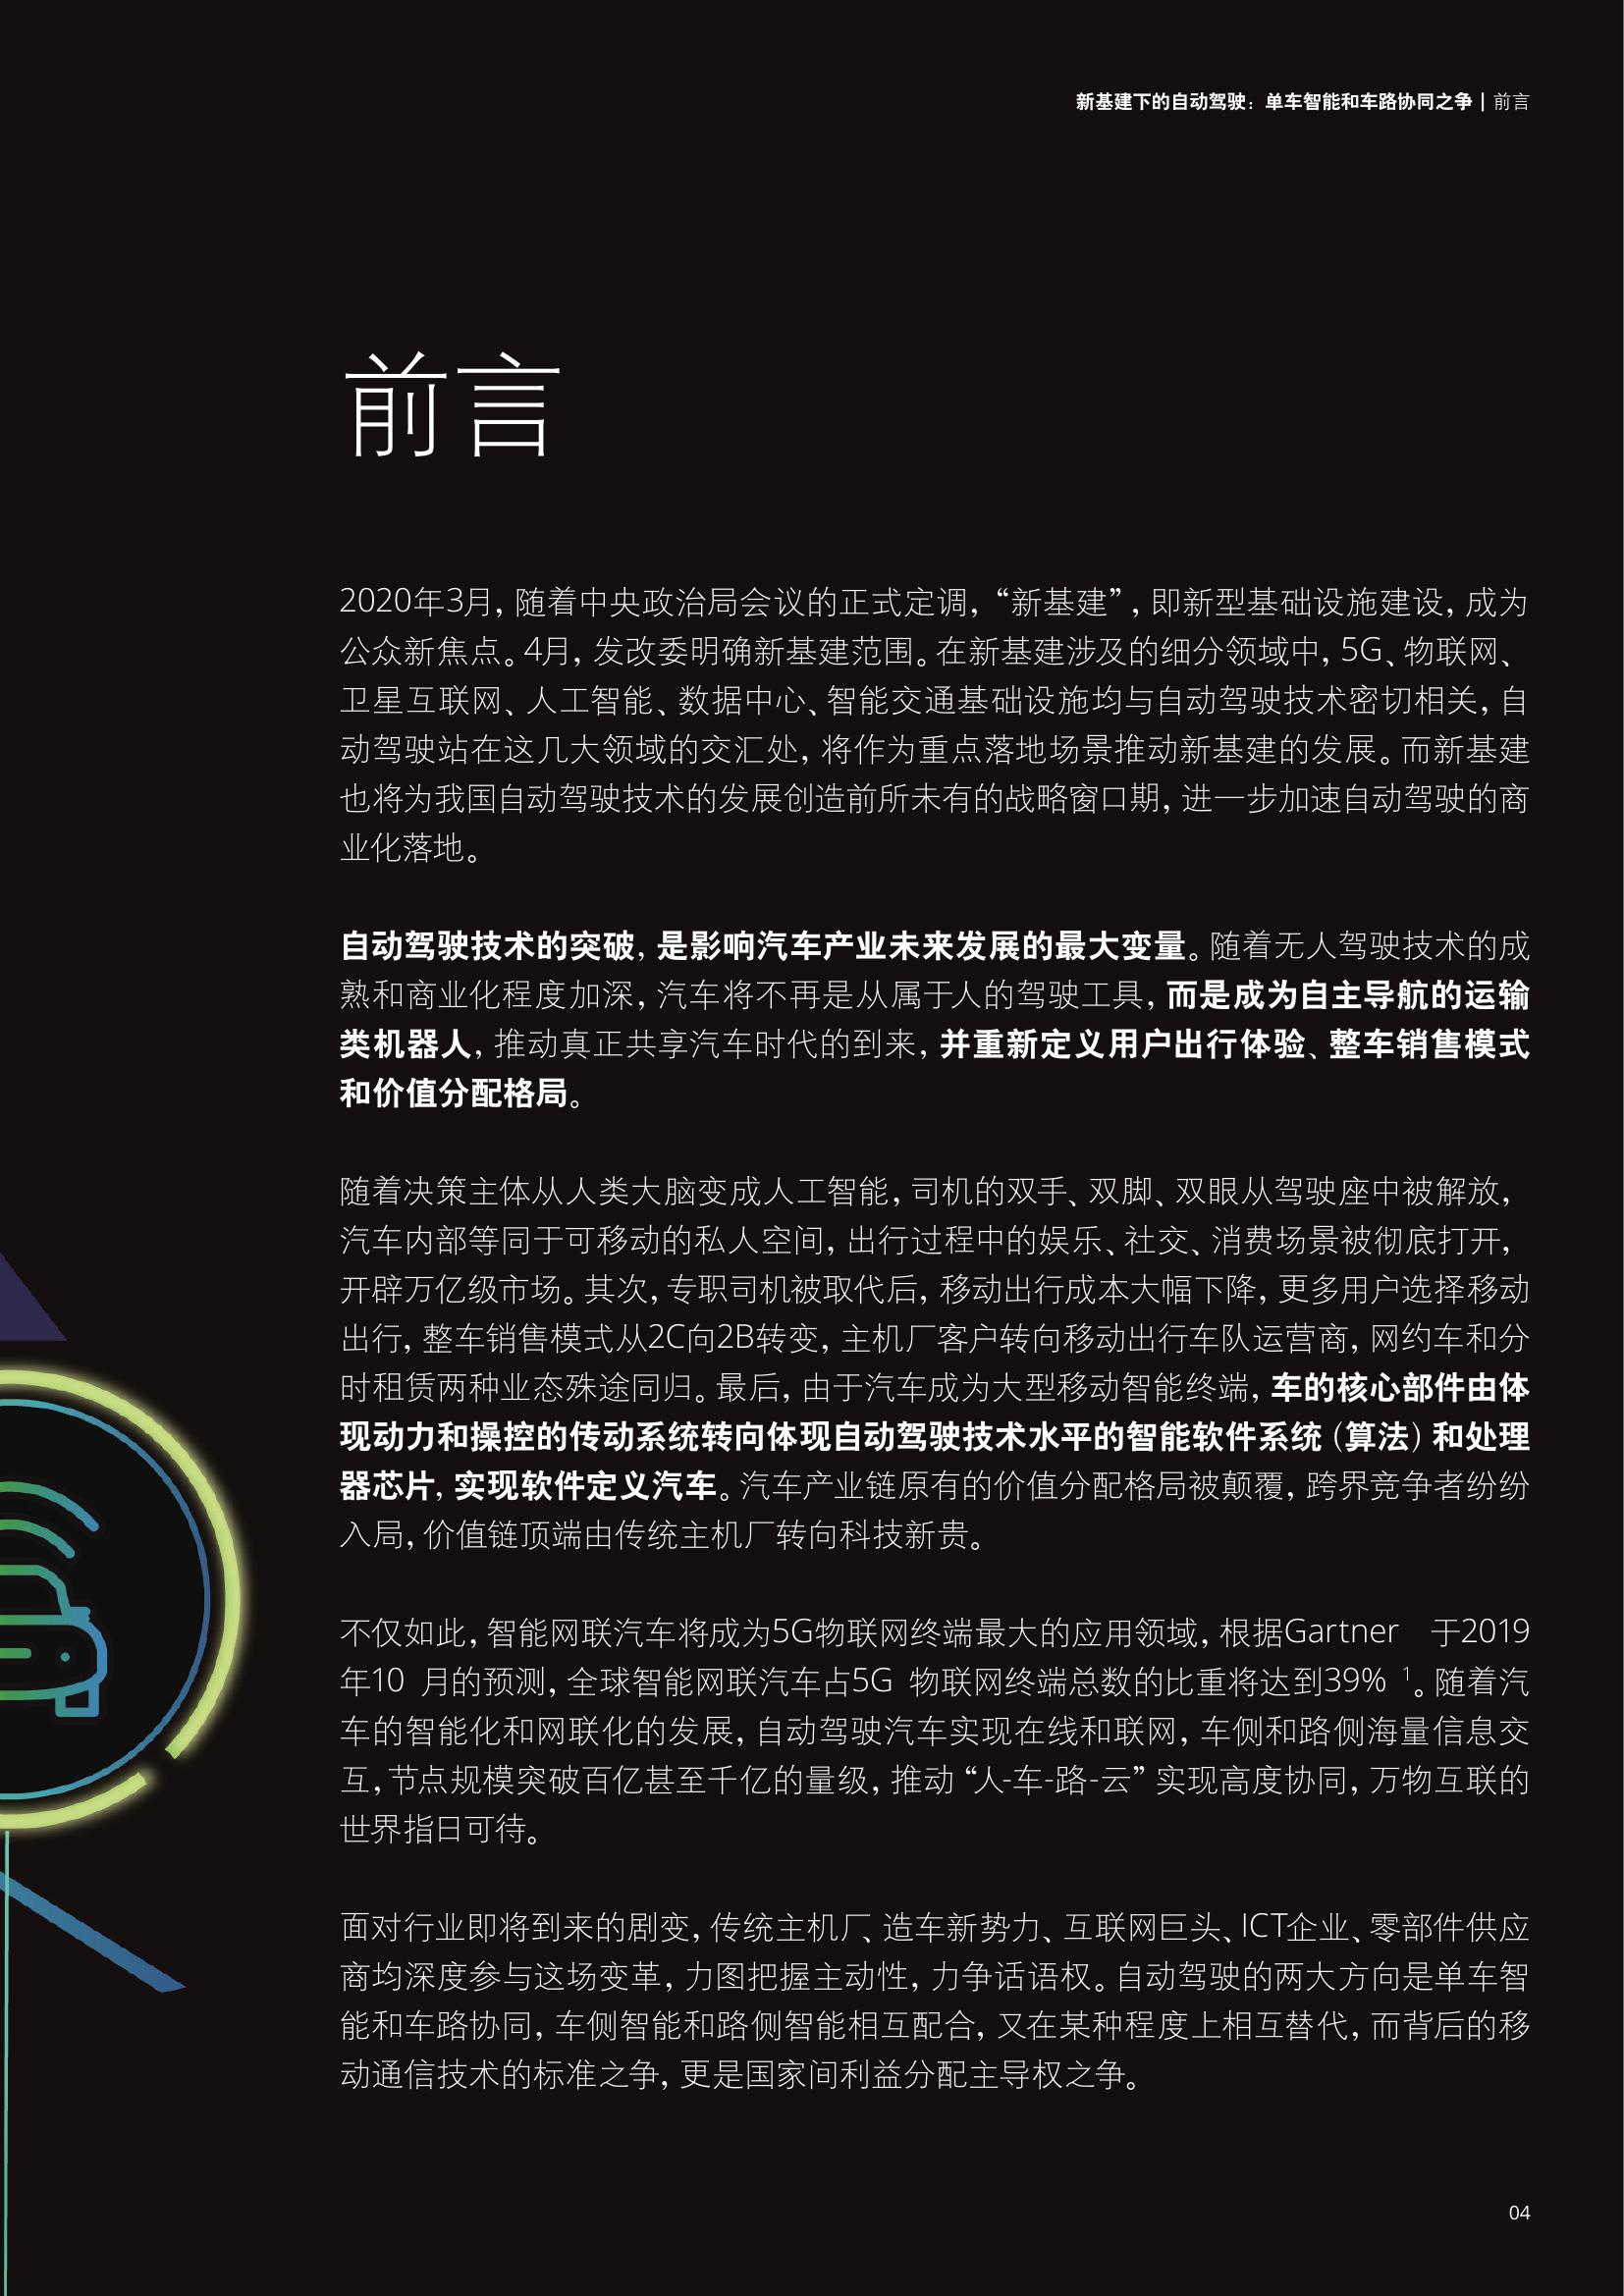 新基建下的自动驾驶：单车智能和车路协同之争 | 前言
前言
2020年3月，随着中央政治局会议的正式定调，“新基建”，即新型基础设施建设，成为
公众新焦点。4月，发改委明确新基建范围。在新基建涉及的细分领域中，5G、物联网、
卫星互联网、人工智能、数据中心、智能交通基础设施均与自动驾驶技术密切相关，自
动驾驶站在这几大领域的交汇处，将作为重点落地场景推动新基建的发展。而新基建
也将为我国自动驾驶技术的发展创造前所未有的战略窗口期，进一步加速自动驾驶的商
业化落地。
自动驾驶技术的突破，是影响汽车产业未来发展的最大变量。随着无人驾驶技术的成
熟和商业化程度加深，汽车将不再是从属于人的驾驶工具，而是成为自主导航的运输
类机器人，推动真正共享汽车时代的到来，并重新定义用户出行体验、整车销售模式
和价值分配格局。
随着决策主体从人类大脑变成人工智能，司机的双手、双脚、双眼从驾驶座中被解放，
汽车内部等同于可移动的私人空间，出行过程中的娱乐、社交、消费场景被彻底打开，
开辟万亿级市场。其次，专职司机被取代后，移动出行成本大幅下降，更多用户选择移动
出行，整车销售模式从2C向2B转变，主机厂客户转向移动出行车队运营商，网约车和分
时租赁两种业态殊途同归。最后，由于汽车成为大型移动智能终端，车的核心部件由体
现动力和操控的传动系统转向体现自动驾驶技术水平的智能软件系统（算法）和处理
器芯片，实现软件定义汽车。汽车产业链原有的价值分配格局被颠覆，跨界竞争者纷纷
入局，价值链顶端由传统主机厂转向科技新贵。
不仅如此，智能网联汽车将成为5G物联网终端最大的应用领域，根据Gartner 于2019
年10 月的预测，全球智能网联汽车占5G 物联网终端总数的比重将达到39% ¹。随着汽
车的智能化和网联化的发展，自动驾驶汽车实现在线和联网，车侧和路侧海量信息交
互，节点规模突破百亿甚至千亿的量级，推动“人-车-路-云”实现高度协同，万物互联的
世界指日可待。
面对行业即将到来的剧变，传统主机厂、造车新势力、互联网巨头、ICT企业、零部件供应
商均深度参与这场变革，力图把握主动性，力争话语权。自动驾驶的两大方向是单车智
能和车路协同，车侧智能和路侧智能相互配合，又在某种程度上相互替代，而背后的移
动通信技术的标准之争，更是国家间利益分配主导权之争。
04